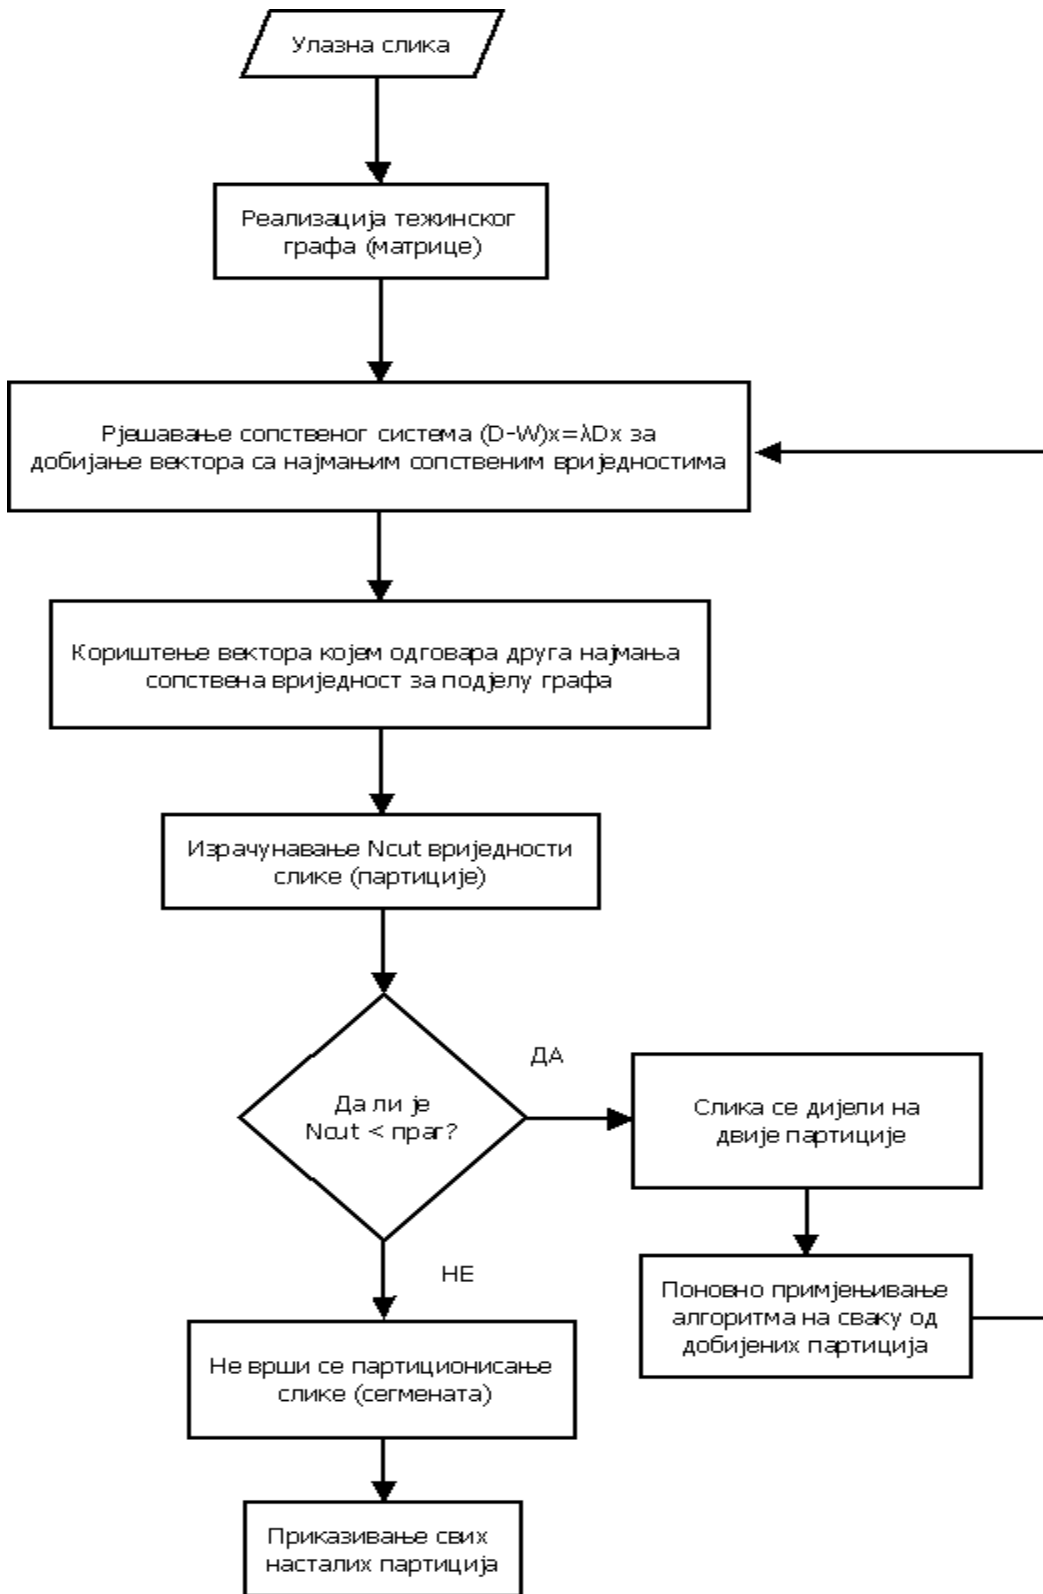 Улазна слика
Реализација тежинског
графа (матрице)
Рјешавање сопственог система (D-W)x=λDx за
добијање вектора са најмањим сопственим вриједностима
Кориштење вектора којем одговара друга најмања
сопствена вриједност за подјелу графа
Израчунавање Ncut вриједности
слике (партиције)
Да ли је
Ncut < праг?
ДА
Слика се дијели на
двије партиције
НЕ
Поновно примјењивање
алгоритма на сваку од
добијених партиција
Не врши се партиционисање
слике (сегмената)
Приказивање свих
насталих партиција